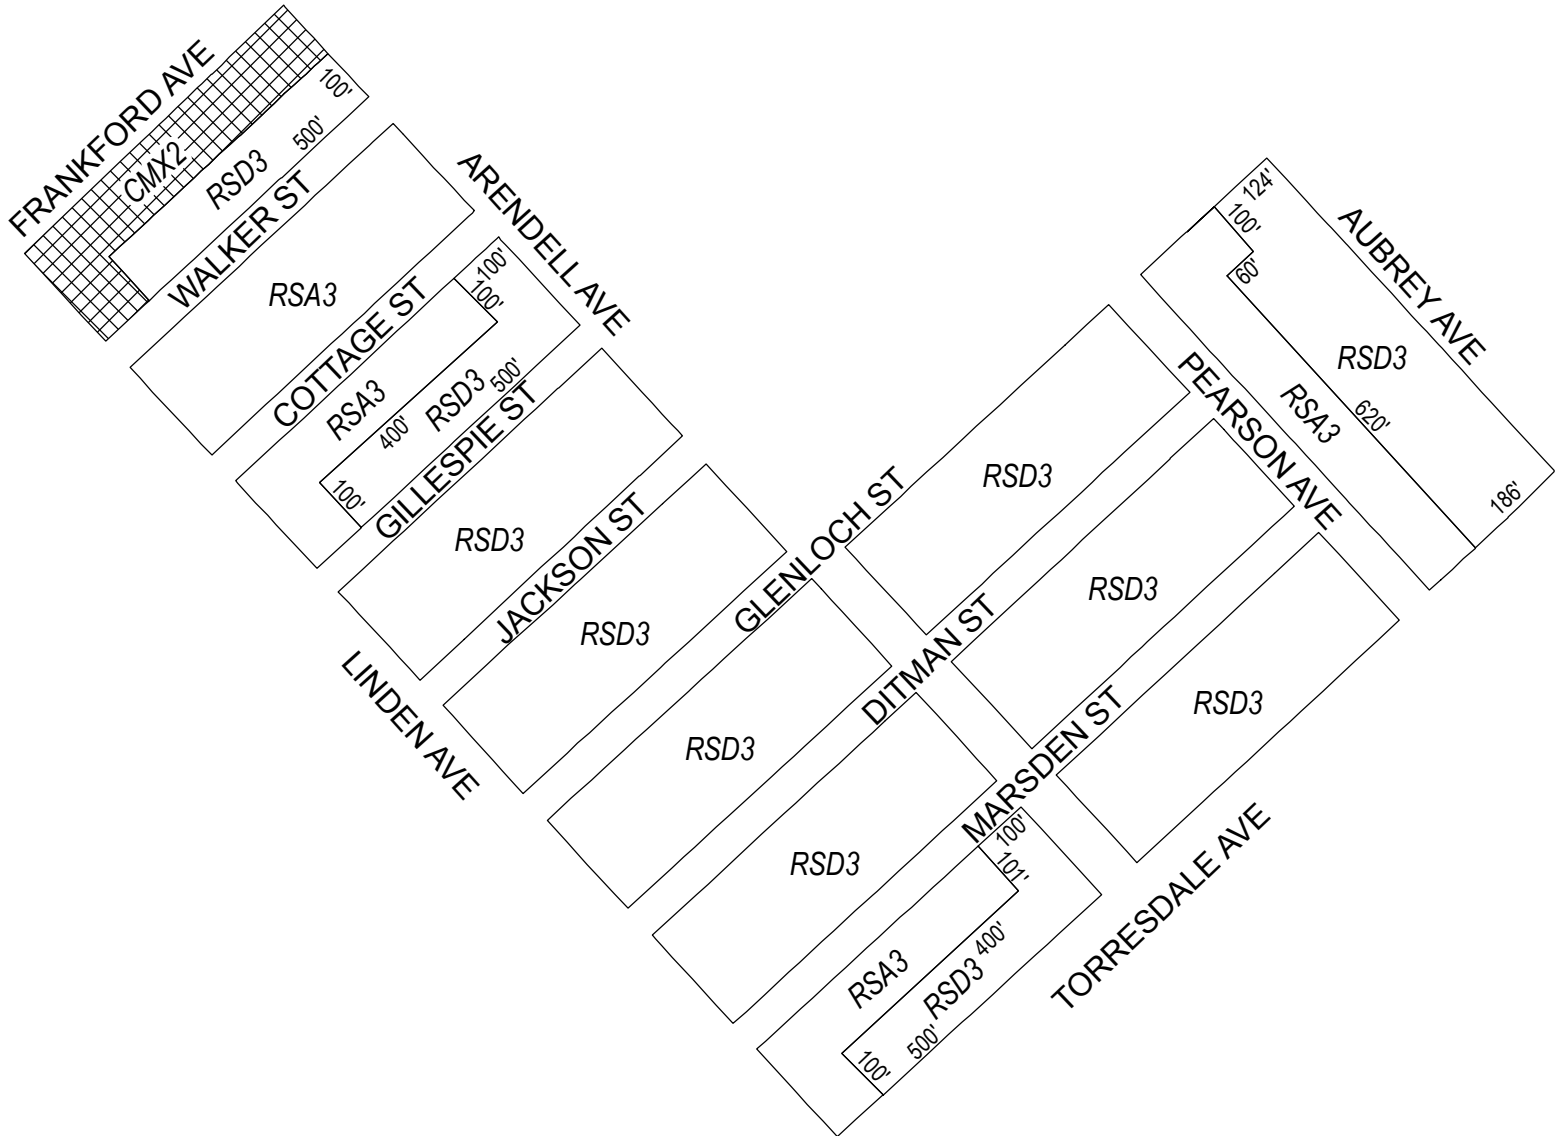 FRANKFORD AVE
CMX2
RSD3
100'
500'
WALKER ST
RSA3
ARENDELL AVE
COTTAGE ST
100'
100'
RSA3
400'
RSD3
500'
100'
GILLESPIE ST
RSD3
JACKSON ST
LINDEN AVE
RSD3
GLENLOCH ST
RSD3
RSD3
DITMAN ST
RSD3
RSD3
MARSDEN ST
RSD3
100'
101'
RSA3
RSD3
400'
500'
100'
TORRESDALE AVE
PEARSON AVE
124'
100'
60'
AUBREY AVE
RSD3
RSA3
620'
186'